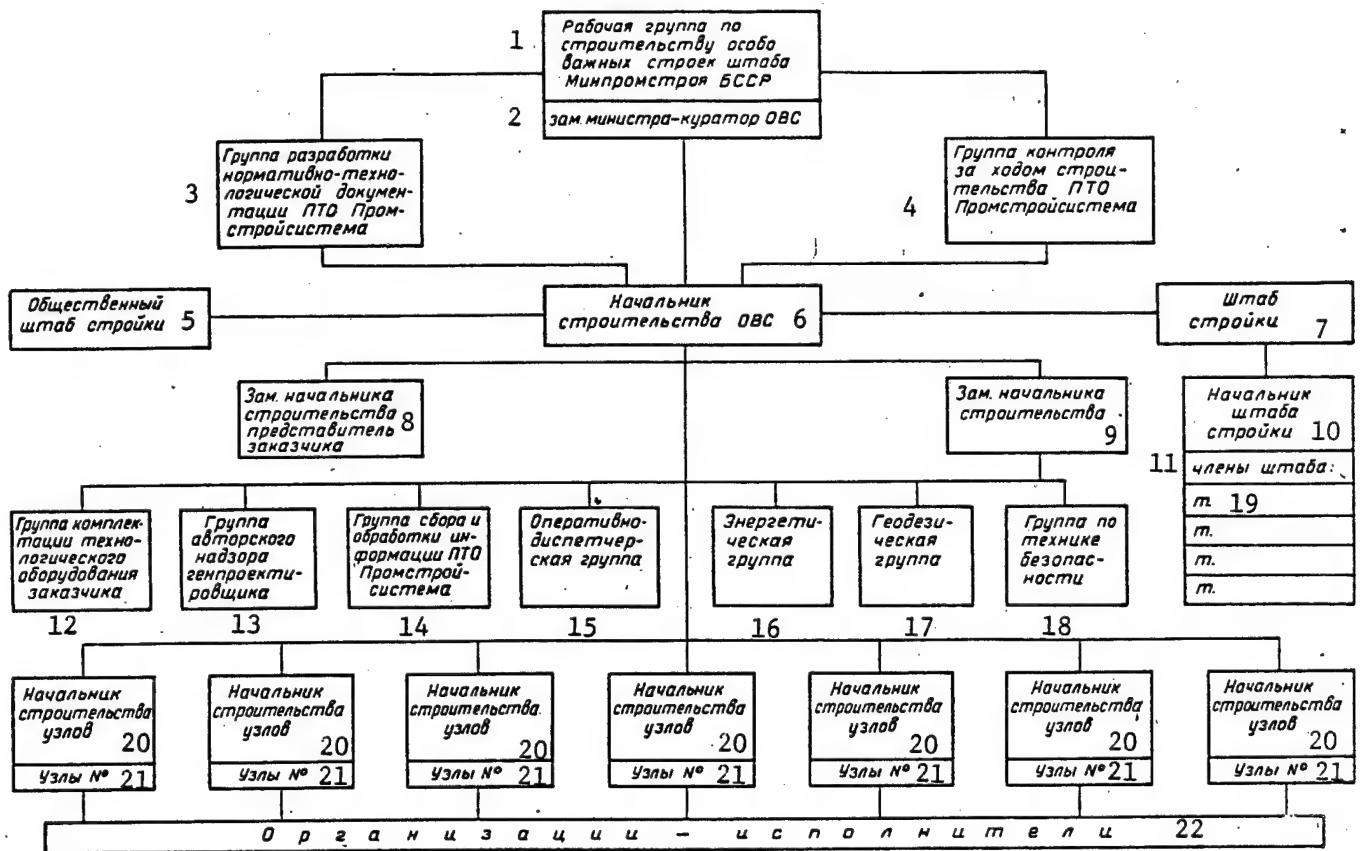 1
Рабочая группа по
строительству особо
важных строек штаба
Минпромстроя БССР
2
зам. министра-куратор ОВС
3
Группа разработки
нормативно-техно-
логической докумен-
тации ПТО Пром-
стройсистема
4
Группа контроля
за ходом строи-
тельства ПТО
Промстройсистема
Общественный
штаб стройки 5
Начальник
строительства ОВС 6
Штаб
стройки 7
Зам. начальника
строительства
представитель
заказчика
8
Зам. начальника
строительства
9
Начальник
штаба
стройки 10
11
члены штаба:
т. 19
т.
т.
т.
Группа комплек-
тации техно-
логического
оборудования
заказчика
12
Группа
авторского
надзора
генпроекти-
ровщика
13
Группа сбора и
обработки ин-
формации ПТО
Промстрой-
система
14
Оперативно-
диспетчер-
ская группа
15
Энергети-
ческая
группа
16
Геодези-
ческая
группа
17
Группа по
технике
безопас-
ности
18
Начальник
строительства
узлов 20
Узлы № 21
Начальник
строительства
узлов 20
Узлы № 21
Начальник
строительства
узлов 20
Узлы № 21
Начальник
строительства
узлов 20
Узлы № 21
Начальник
строительства
узлов 20
Узлы № 21
Начальник
строительства
узлов 20
Узлы № 21
Начальник
строительства
узлов 20
Узлы № 21
Организации – исполнители 22